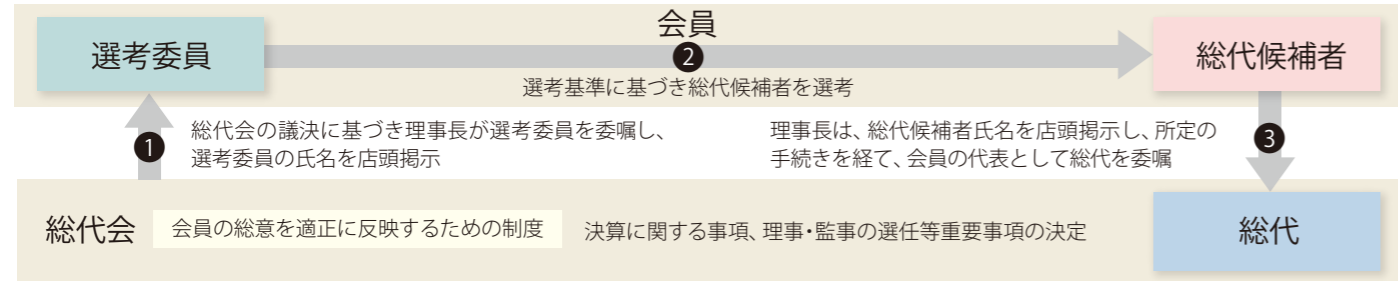 会員
選考委員
❷
総代候補者
選考基準に基づき総代候補者を選考
❶
総代会の議決に基づき理事長が選考委員を委嘱し、
選考委員の氏名を店頭掲示
理事長は、総代候補者氏名を店頭掲示し、所定の
手続きを経て、会員の代表として総代を委嘱
❸
総代会
会員の総意を適正に反映するための制度
決算に関する事項、理事・監事の選任等重要事項の決定
総代